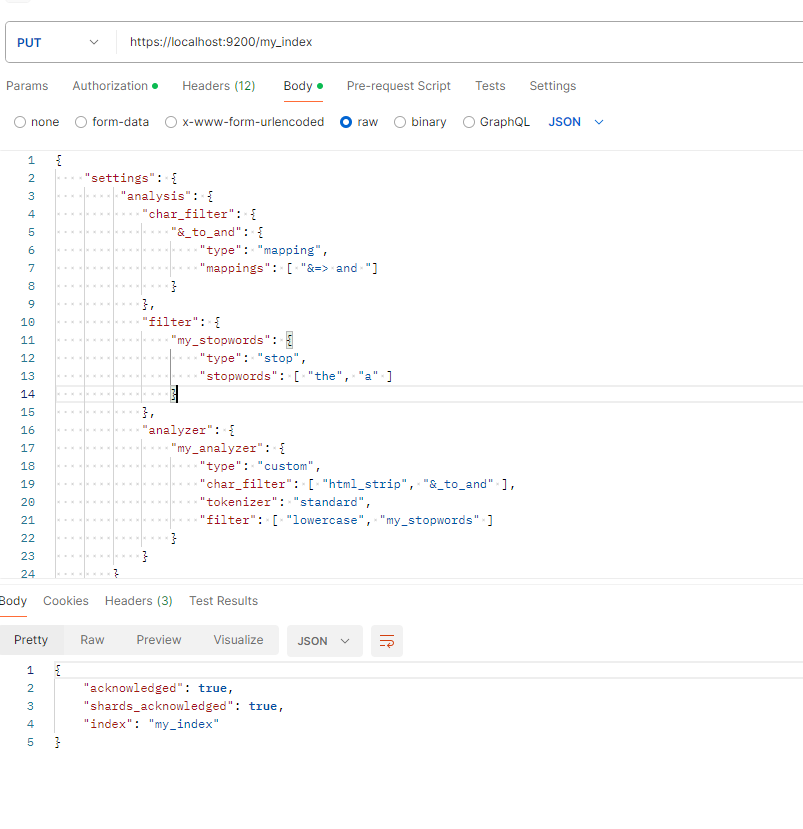 PUT https://localhost:9200/my_index
Params Authorization Headers (12) Body Pre-request Script Tests Settings
none form-data x-www-form-urlencoded raw binary GraphQL JSON
1 {
2 "settings": {
3 "analysis": {
4 "char_filter": {
5 "&_to_and": {
6 "type": "mapping",
7 "mappings": [ "&=> and "]
8 }
9 },
10 "filter": {
11 "my_stopwords": {
12 "type": "stop",
13 "stopwords": [ "the", "a" ]
14 }
15 },
16 "analyzer": {
17 "my_analyzer": {
18 "type": "custom",
19 "char_filter": [ "html_strip", "&_to_and" ],
20 "tokenizer": "standard",
21 "filter": [ "lowercase", "my_stopwords" ]
22 }
23 }
24 }
Body Cookies Headers (3) Test Results
Pretty Raw Preview Visualize JSON
1 {
2 "acknowledged": true,
3 "shards_acknowledged": true,
4 "index": "my_index"
5 }